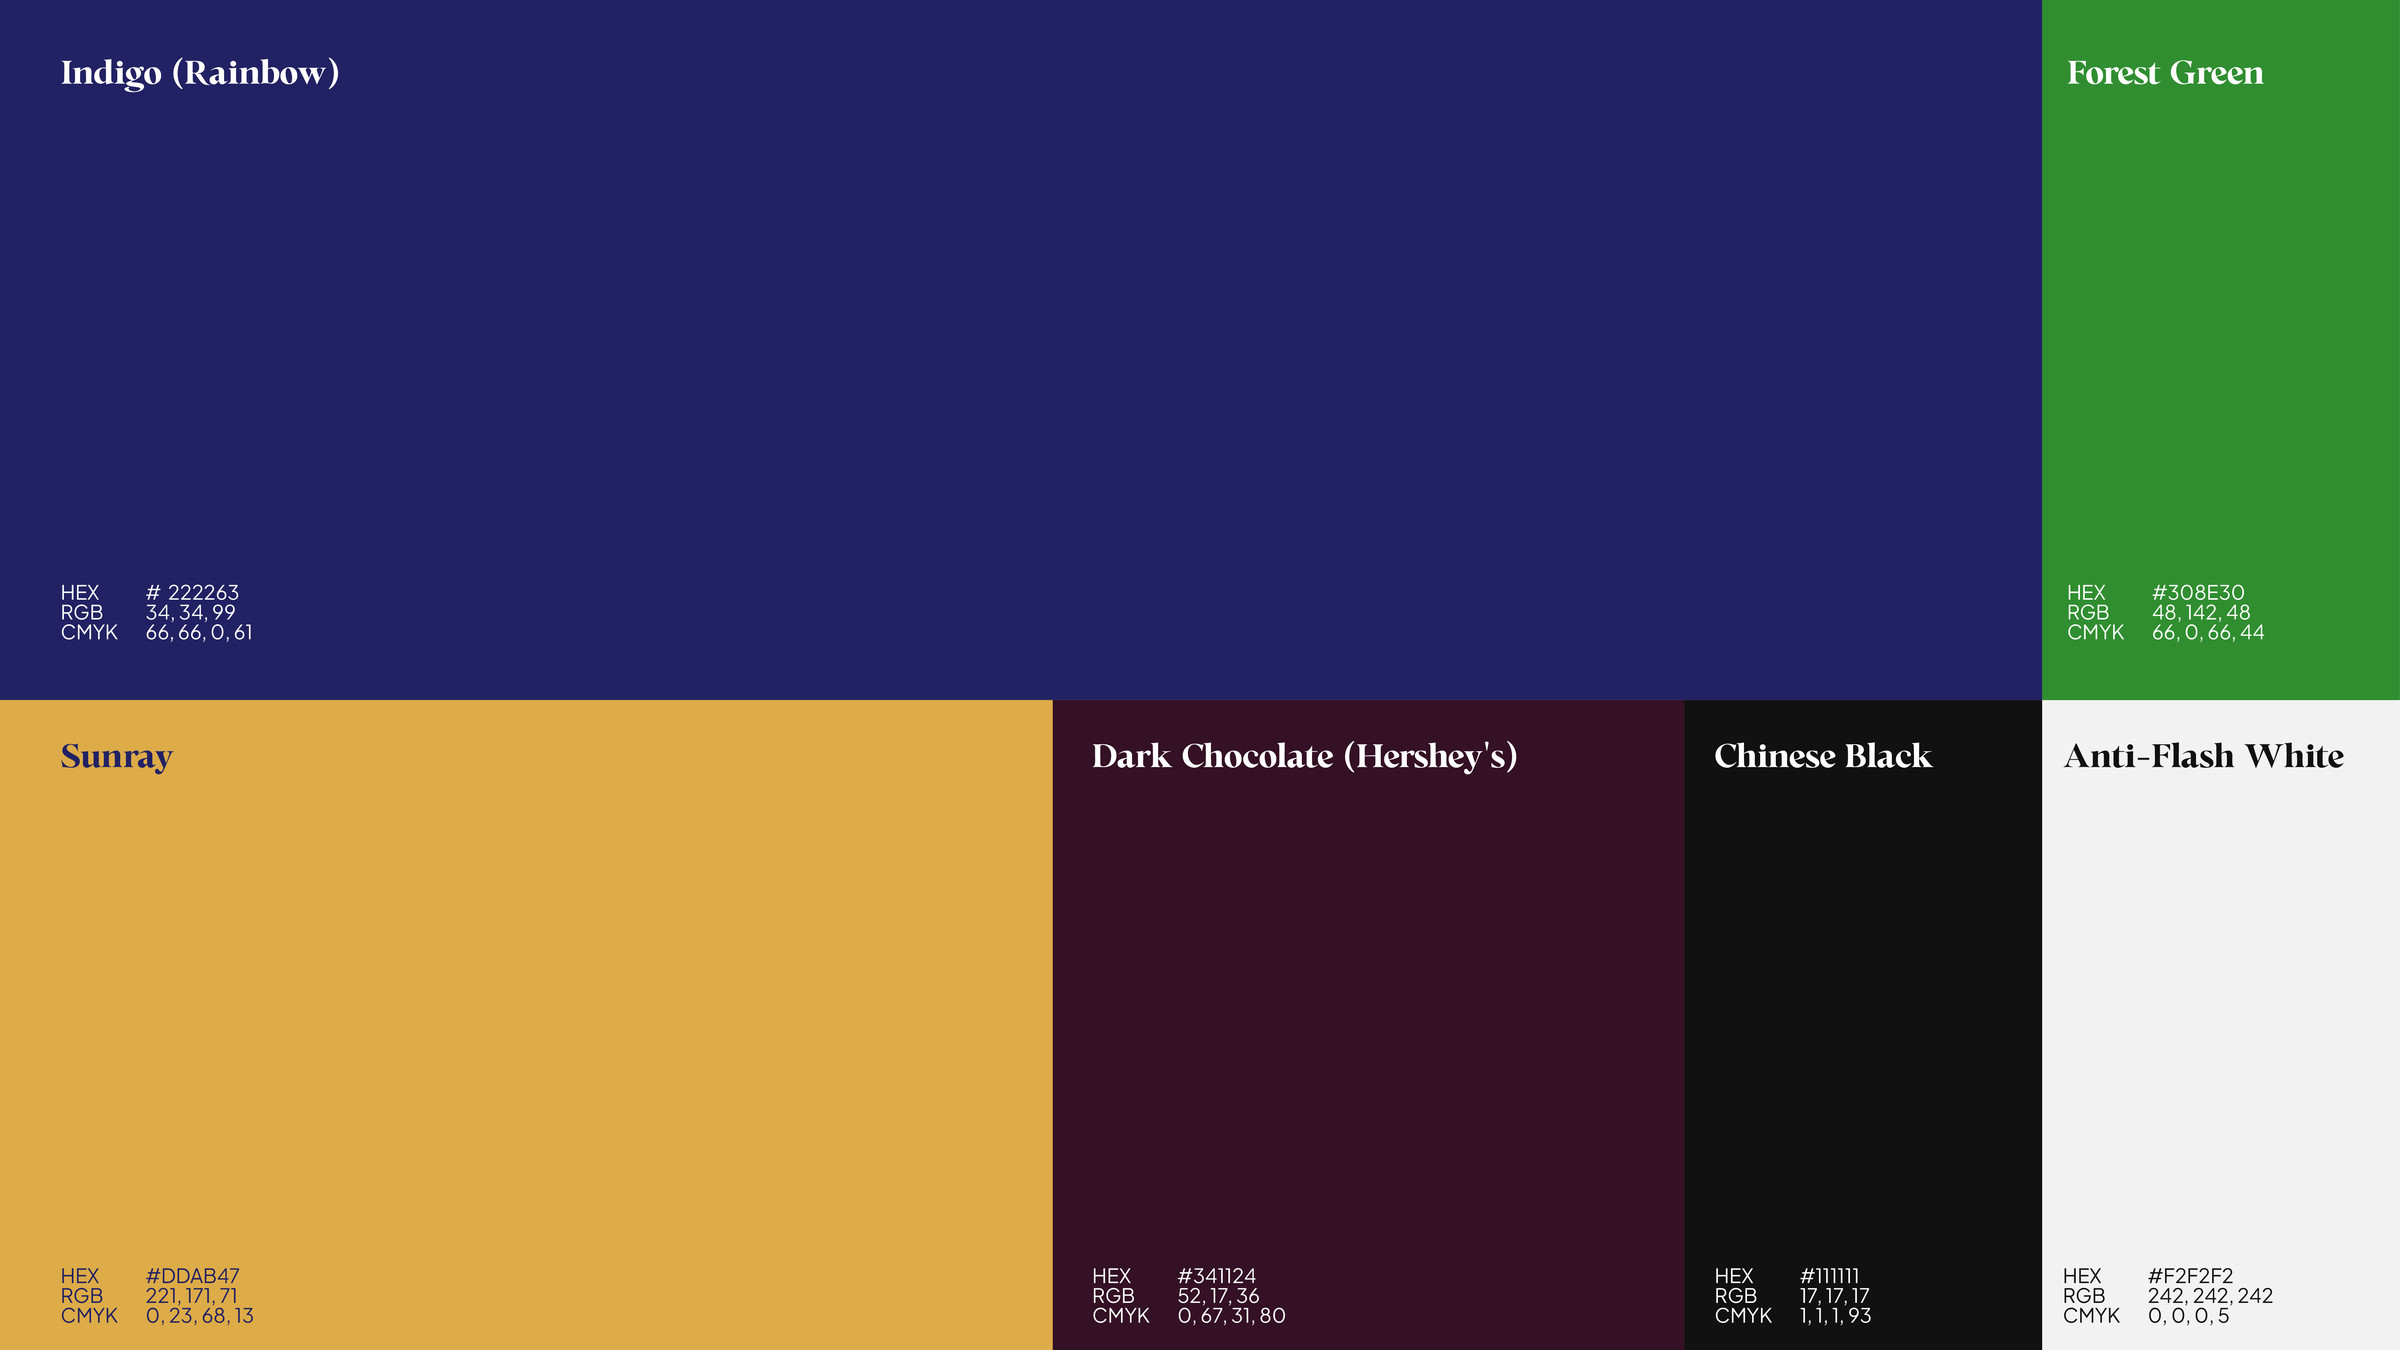 Indigo (Rainbow)
HEX # 222263
RGB 34, 34, 99
CMYK 66, 66, 0, 61
Forest Green
HEX #308E30
RGB 48, 142, 48
CMYK 66, 0, 66, 44
Sunray
HEX #DDAB47
RGB 221, 171, 71
CMYK 0, 23, 68, 13
Dark Chocolate (Hershey's)
HEX #341124
RGB 52, 17, 36
CMYK 0, 67, 31, 80
Chinese Black
HEX #111111
RGB 17, 17, 17
CMYK 1, 1, 1, 93
Anti-Flash White
HEX #F2F2F2
RGB 242, 242, 242
CMYK 0, 0, 0, 5